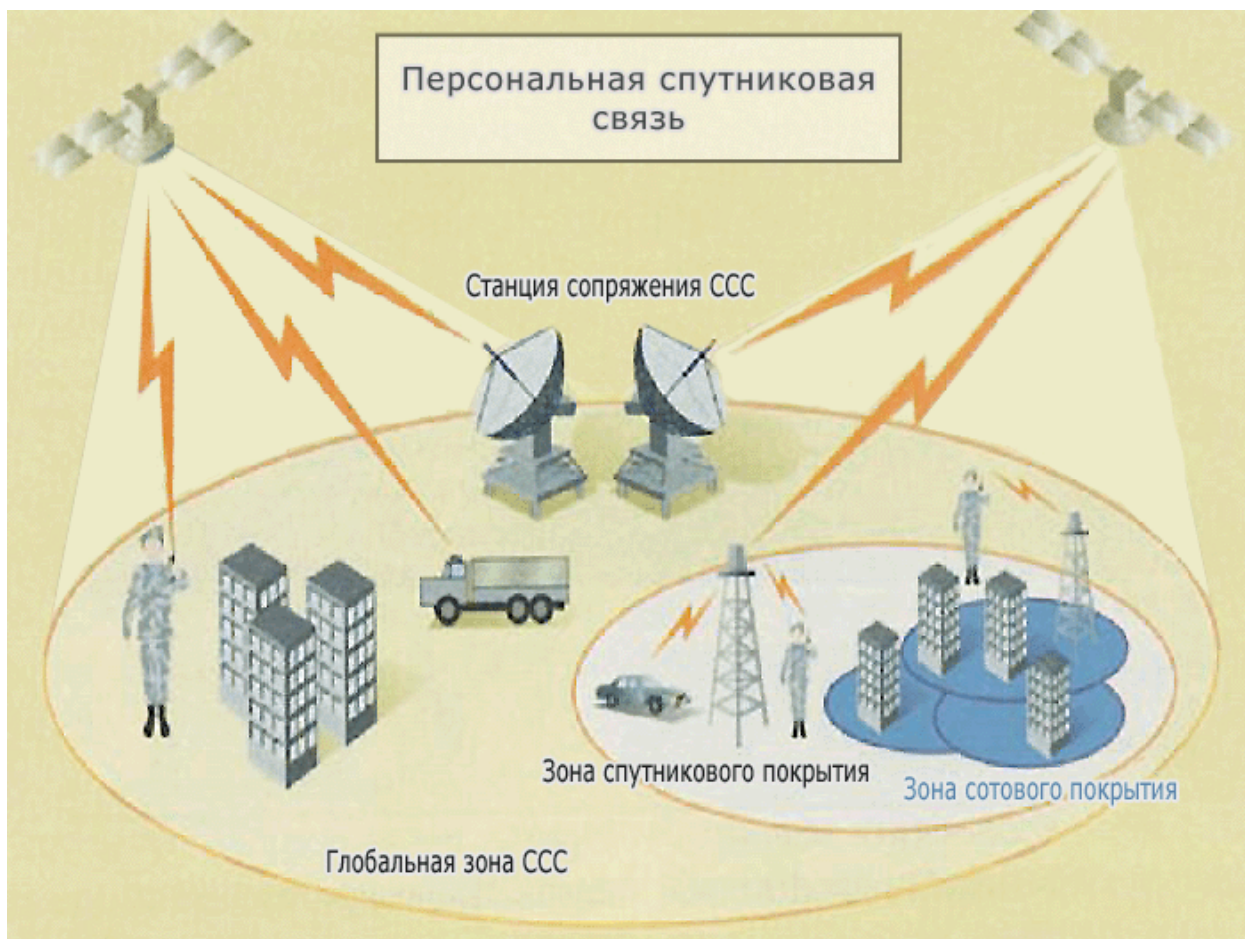 Персональная спутниковая
связь
Станция сопряжения ССС
Зона спутникового покрытия
Зона сотового покрытия
Глобальная зона ССС